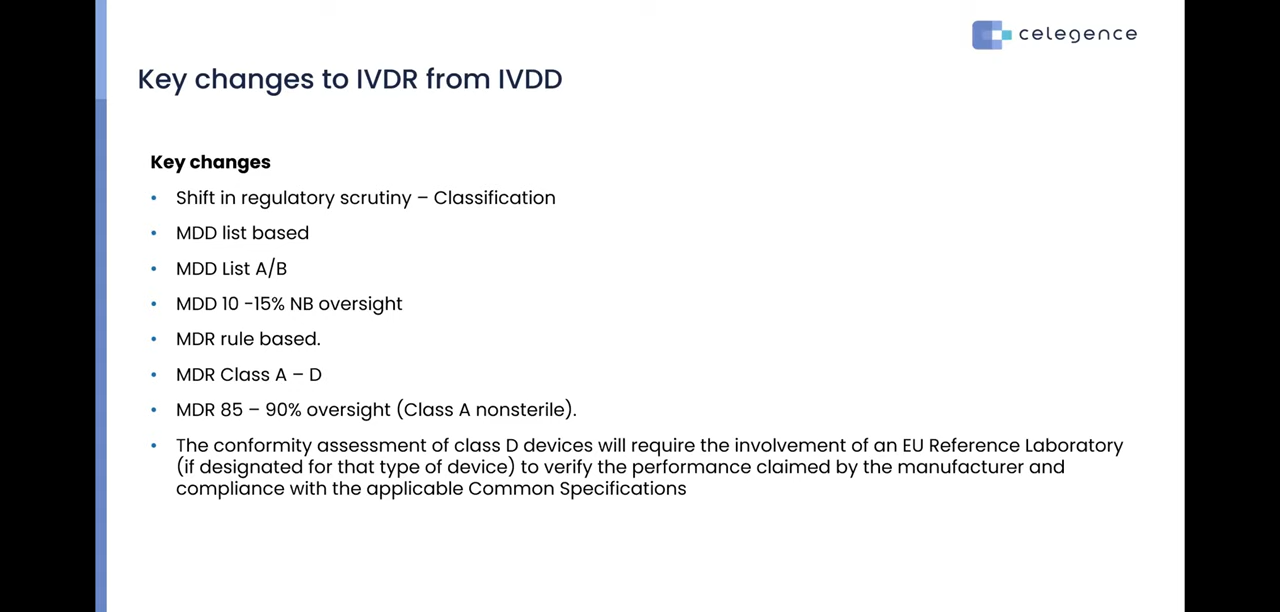 celegence
Key changes to IVDR from IVDD
Key changes
• Shift in regulatory scrutiny – Classification
• MDD list based
• MDD List A/B
• MDD 10 -15% NB oversight
• MDR rule based.
• MDR Class A – D
• MDR 85 – 90% oversight (Class A nonsterile).
• The conformity assessment of class D devices will require the involvement of an EU Reference Laboratory
(if designated for that type of device) to verify the performance claimed by the manufacturer and
compliance with the applicable Common Specifications